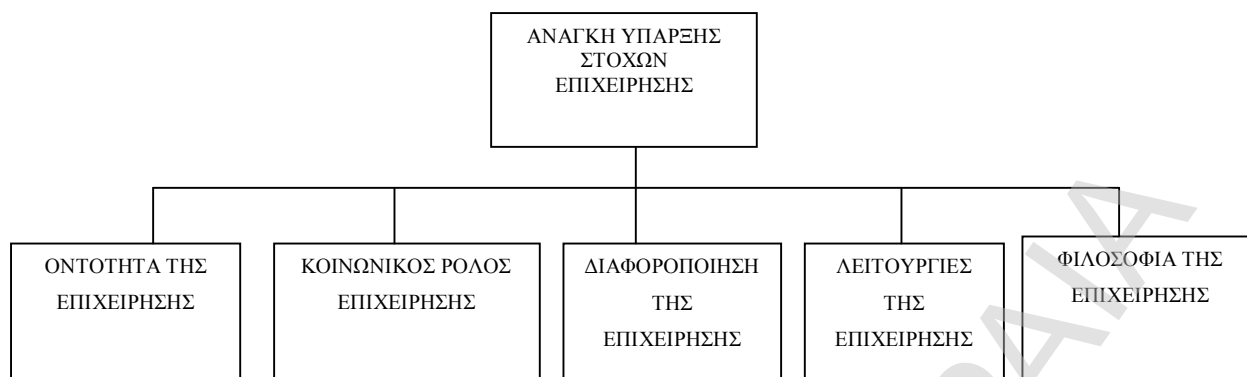 ΑΝΑΓΚΗ ΥΠΑΡΞΗΣ
ΣΤΟΧΩΝ
ΕΠΙΧΕΙΡΗΣΗΣ
ΟΝΤΟΤΗΤΑ ΤΗΣ
ΕΠΙΧΕΙΡΗΣΗΣ
ΚΟΙΝΩΝΙΚΟΣ ΡΟΛΟΣ
ΕΠΙΧΕΙΡΗΣΗΣ
ΔΙΑΦΟΡΟΠΟΙΗΣΗ
ΤΗΣ
ΕΠΙΧΕΙΡΗΣΗΣ
ΛΕΙΤΟΥΡΓΙΕΣ
ΤΗΣ
ΕΠΙΧΕΙΡΗΣΗΣ
ΦΙΛΟΣΟΦΙΑ ΤΗΣ
ΕΠΙΧΕΙΡΗΣΗΣ